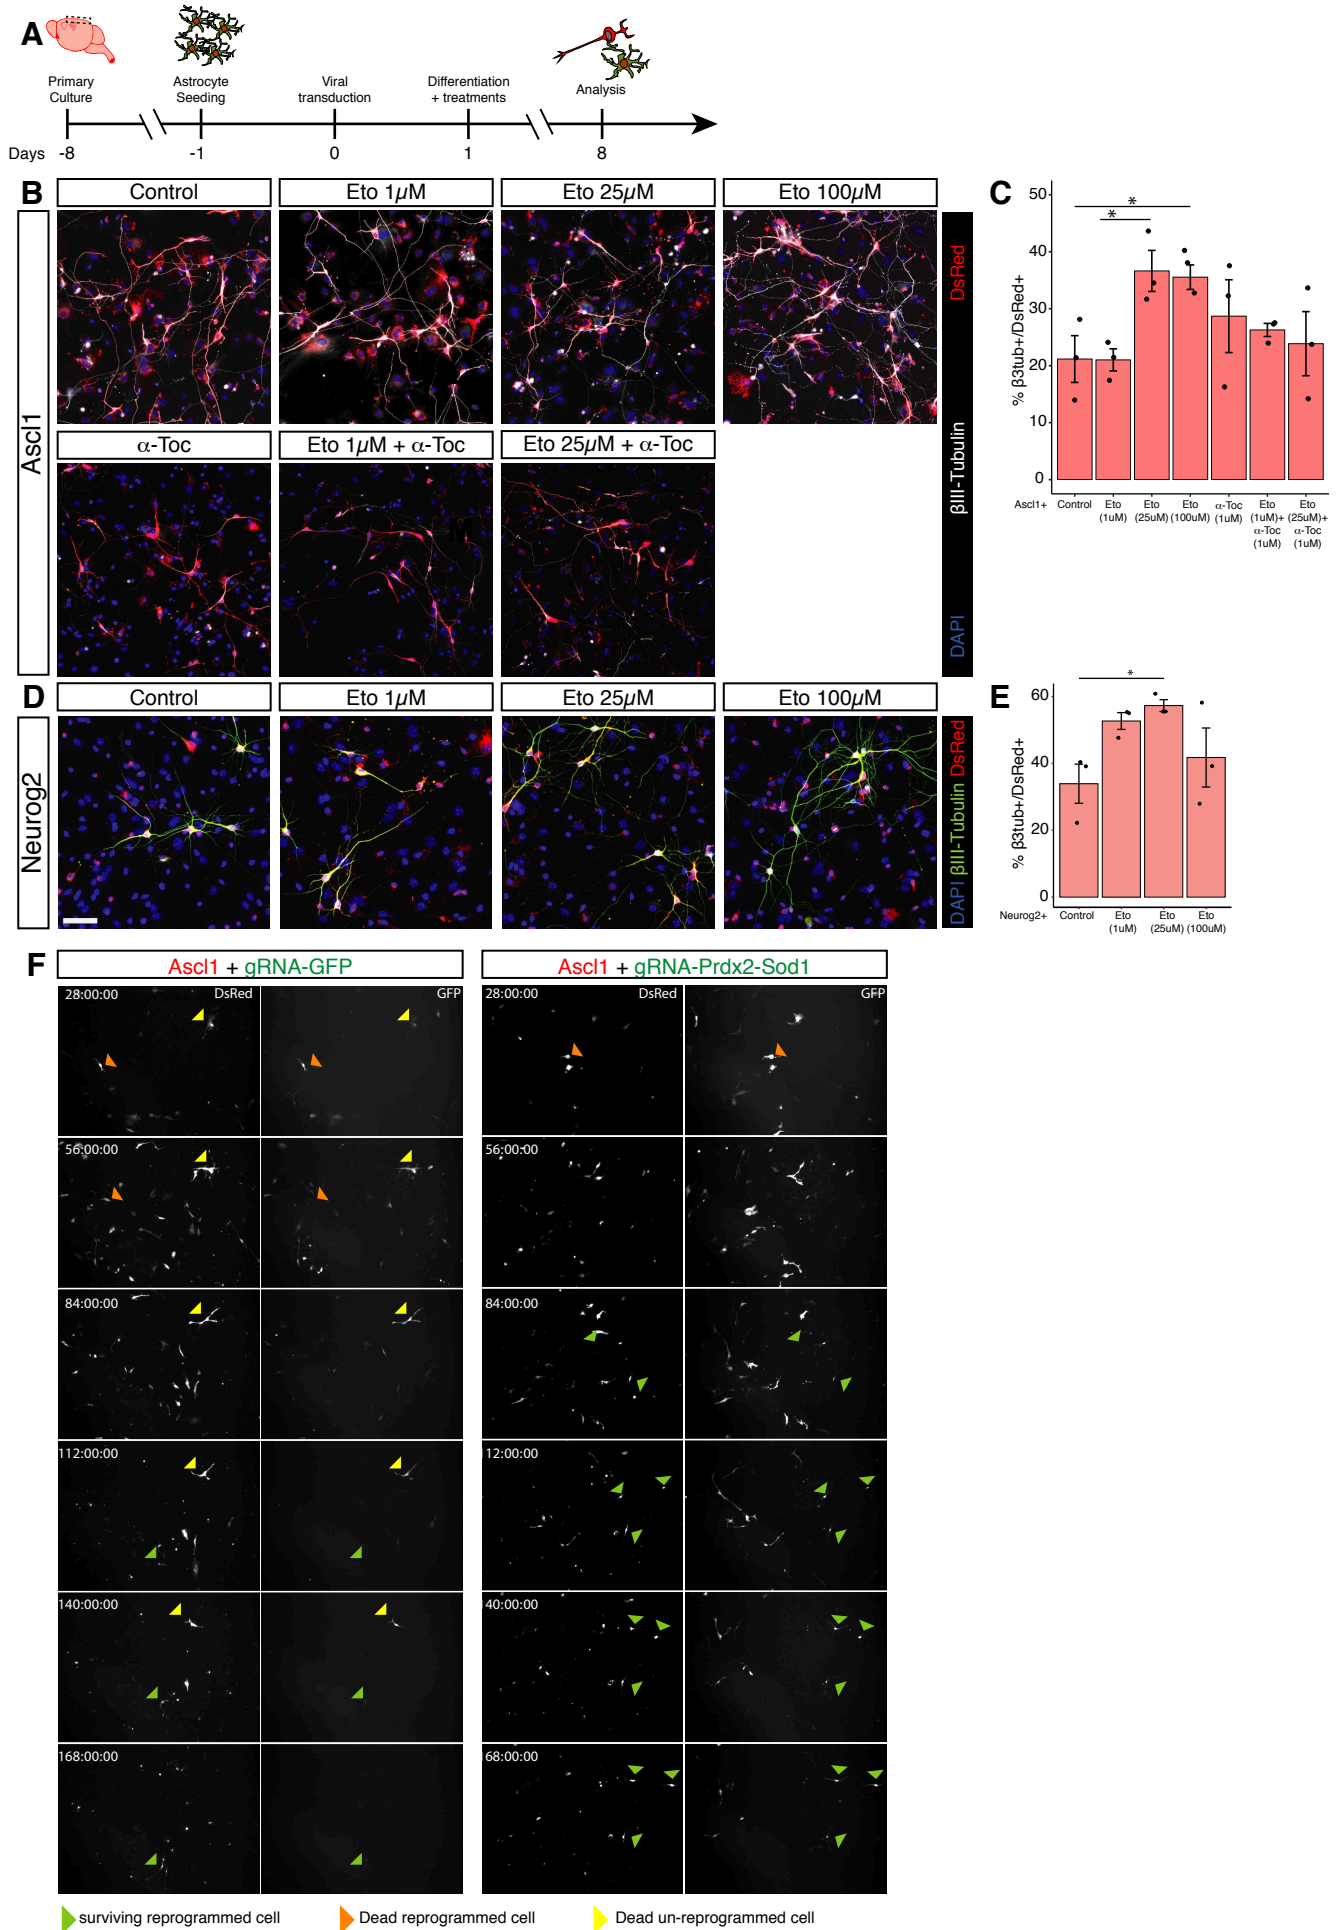 A
Primary
Culture
Astrocyte
Seeding
Viral
transduction
Differentiation
+ treatments
Analysis
Days -8 -1 0 1 8
B
Ascl1
Control
Eto 1µM
Eto 25µM
Eto 100µM
α-Toc
Eto 1µM + α-Toc
Eto 25µM + α-Toc
DAPI βIII-Tubulin DsRed
C
% β3tub+/DsRed+
50
40
30
20
10
0
* 
*
Ascl1+
Control
Eto
(1uM)
Eto
(25uM)
Eto
(100uM)
α-Toc
(1uM)
Eto
(1uM)+
α-Toc
(1uM)
Eto
(25uM)+
α-Toc
(1uM)
D
Neurog2
Control
Eto 1µM
Eto 25µM
Eto 100µM
DAPI βIII-Tubulin DsRed
E
% β3tub+/DsRed+
60
40
20
0
*
Neurog2+
Control
Eto
(1uM)
Eto
(25uM)
Eto
(100uM)
F
Ascl1 + gRNA-GFP
Ascl1 + gRNA-Prdx2-Sod1
28:00:00 DsRed GFP
28:00:00 DsRed GFP
56:00:00
56:00:00
84:00:00
84:00:00
112:00:00
12:00:00
140:00:00
40:00:00
168:00:00
68:00:00
surviving reprogrammed cell
Dead reprogrammed cell
Dead un-reprogrammed cell